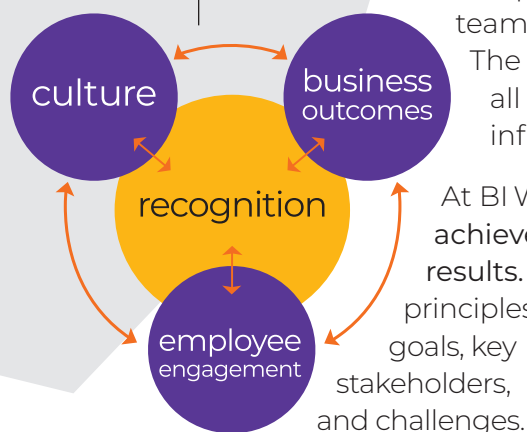 culture
business
outcomes
recognition
employee
engagement
team
The
all
inf
At BI W
achieve
results.
principles
goals, key
stakeholders,
and challenges.